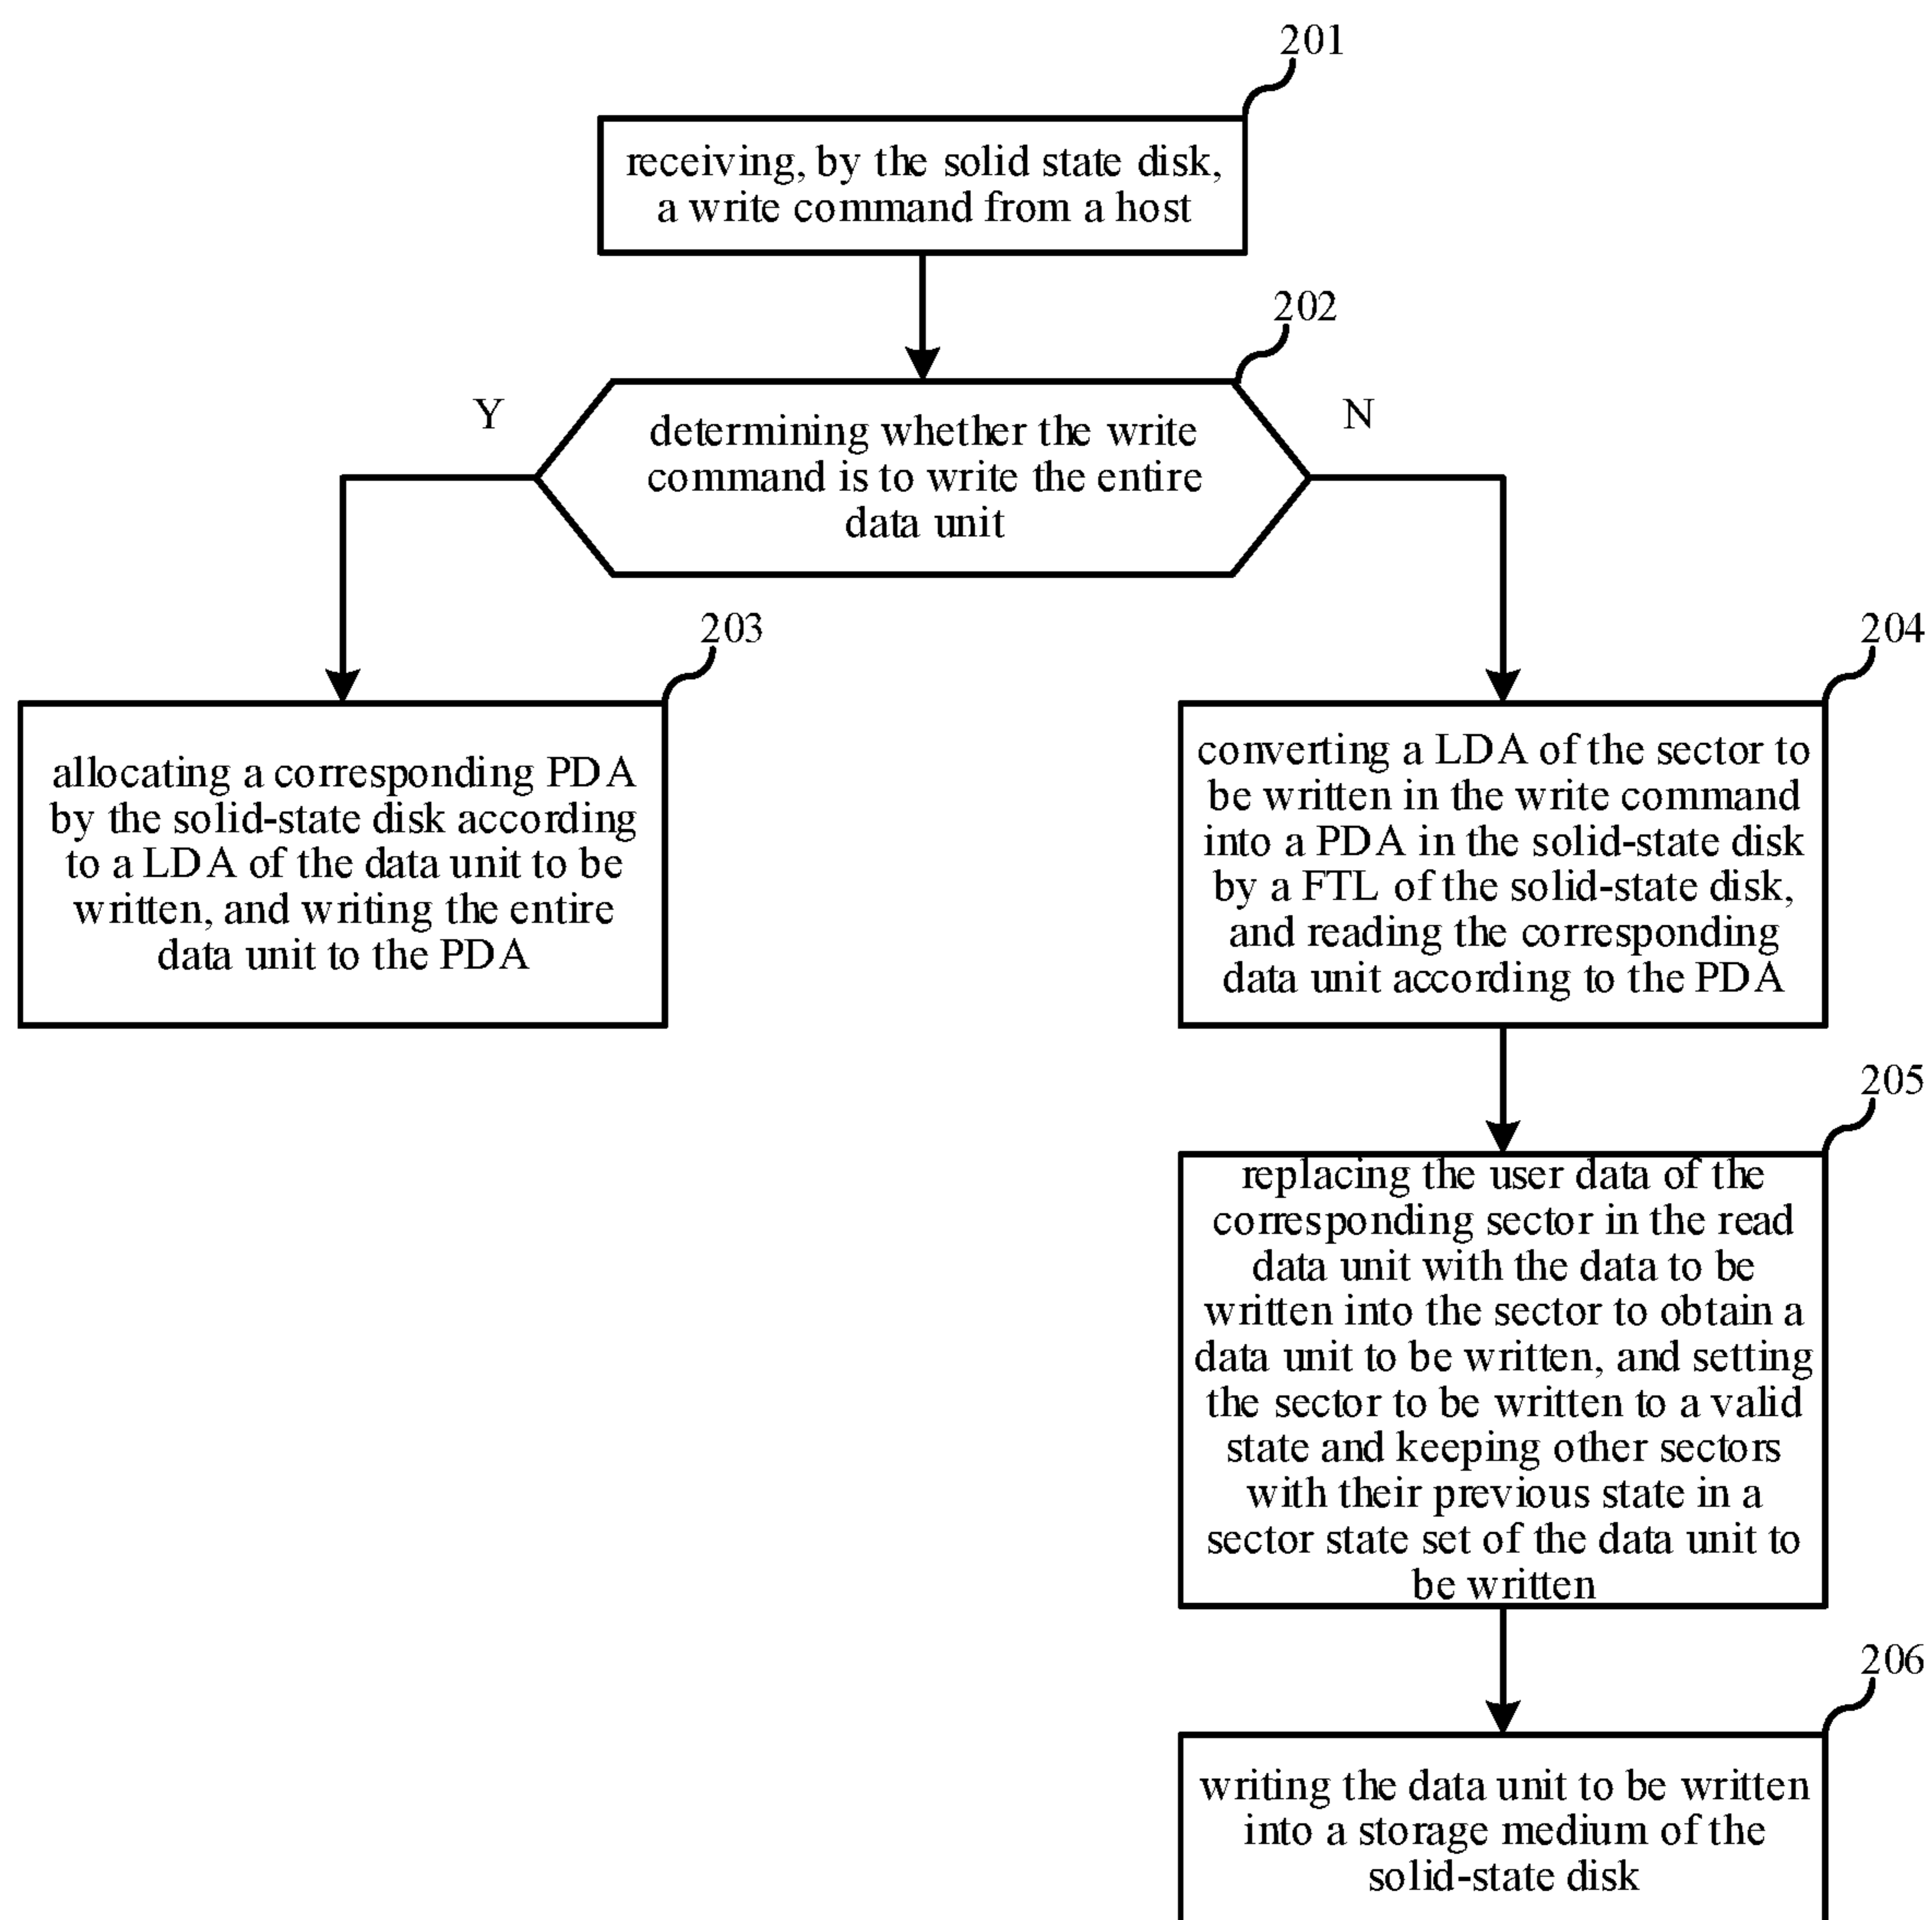 201
receiving, by the solid state disk,
a write command from a host
202
Y
N
determining whether the write
command is to write the entire
data unit
203
allocating a corresponding PDA
by the solid-state disk according
to a LDA of the data unit to be
written, and writing the entire
data unit to the PDA
204
converting a LDA of the sector to
be written in the write command
into a PDA in the solid-state disk
by a FTL of the solid-state disk,
and reading the corresponding
data unit according to the PDA
205
replacing the user data of the
corresponding sector in the read
data unit with the data to be
written into the sector to obtain a
data unit to be written, and setting
the sector to be written to a valid
state and keeping other sectors
with their previous state in a
sector state set of the data unit to
be written
206
writing the data unit to be written
into a storage medium of the
solid-state disk